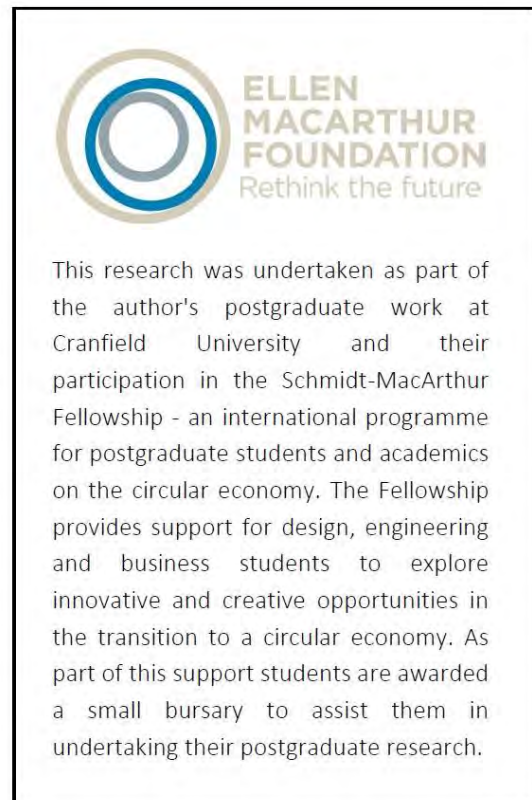 ELLEN
MACARTHUR
FOUNDATION
Rethink the future
This research was undertaken as part of
the author's postgraduate work at
Cranfield University and their
participation in the Schmidt-MacArthur
Fellowship - an international programme
for postgraduate students and academics
on the circular economy. The Fellowship
provides support for design, engineering
and business students to explore
innovative and creative opportunities in
the transition to a circular economy. As
part of this support students are awarded
a small bursary to assist them in
undertaking their postgraduate research.